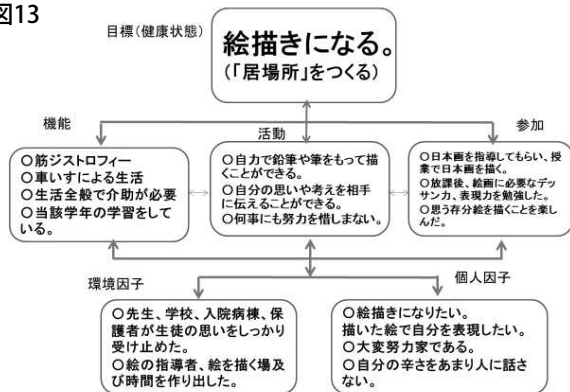 図13
目標(健康状態)
絵描きになる。
(「居場所」をつくる)
機能
活動
参加
○筋ジストロフィー
○車いすによる生活
○生活全般で介助が必要
○当該学年の学習をして
いる。
○自力で鉛筆や筆をもって描
くことができる。
○自分の思いや考えを相手
に伝えることができる。
○何事にも努力を惜しまない。
○日本画を指導してもらい、授
業で日本画を描く。
○放課後、絵画に必要なデッ
サン力、表現力を勉強した。
○思う存分絵を描くことを楽し
んだ。
環境因子
個人因子
○先生、学校、入院病棟、保
護者が生徒の思いをしっかり
受け止めた。
○絵の指導者、絵を描く場及
び時間を作り出した。
○絵描きになりたい。
描いた絵で自分を表現したい。
○大変努力家である。
○自分の辛さをあまり人に話さ
ない。